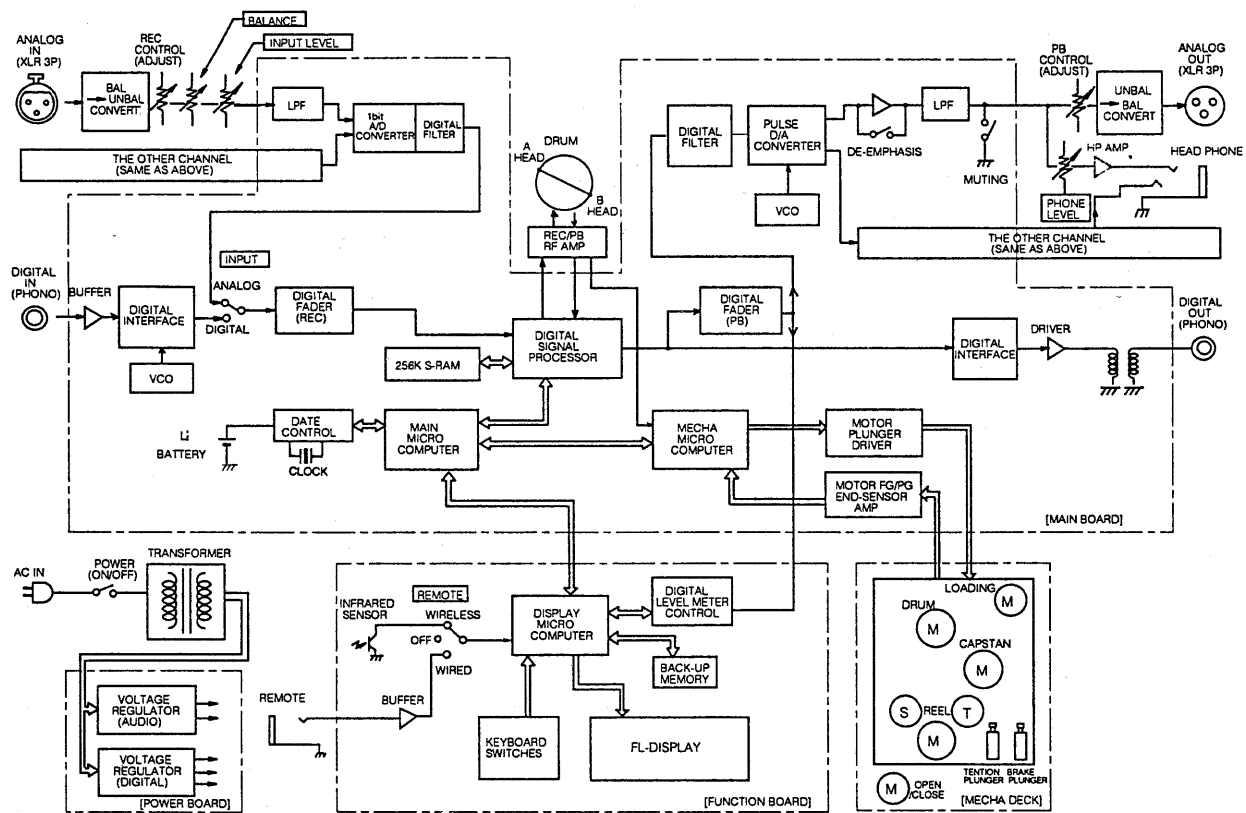 ANALOG
IN
(XLR 3P)
BAL
UNBAL
CONVERT.
REC
CONTROL
(ADJUST)
BALANCE
INPUT LEVEL
LPF
1bit
A/D
CONVERTER
DIGITAL
FILTER
THE OTHER CHANNEL
(SAME AS ABOVE)
A
HEAD
DRUM
B
HEAD
REC/PB
RF AMP
DIGITAL
FILTER
PULSE
D/A
CONVERTER
VCO
DE-EMPHASIS
LPF
MUTING
PB
CONTROL
(ADJUST)
UNBAL
BAL
CONVERT
ANALOG
OUT
(XLR 3P)
HP AMP
HEAD PHONE
PHONE
LEVEL
THE OTHER CHANNEL
(SAME AS ABOVE)
DIGITAL
IN
(PHONO)
BUFFER
DIGITAL
INTERFACE
VCO
INPUT
ANALOG
DIGITAL
DIGITAL
FADER
(REC)
256K S-RAM
DIGITAL
SIGNAL
PROCESSOR
DIGITAL
FADER
(PB)
DIGITAL
INTERFACE
DRIVER
DIGITAL
OUT
(PHONO)
Li
BATTERY
DATE
CONTROL
CLOCK
MAIN
MICRO
COMPUTER
MECHA
MICRO
COMPUTER
MOTOR
PLUNGER
DRIVER
MOTOR FG/PG
END-SENSOR
AMP
[MAIN BOARD]
AC IN
POWER
(ON/OFF)
TRANSFORMER
VOLTAGE
REGULATOR
(AUDIO)
VOLTAGE
REGULATOR
(DIGITAL)
[POWER BOARD]
REMOTE
INFRARED
SENSOR
REMOTE
WIRELESS
OFF
WIRED
BUFFER
DISPLAY
MICRO
COMPUTER
DIGITAL
LEVEL METER
CONTROL
BACK-UP
MEMORY
KEYBOARD
SWITCHES
FL-DISPLAY
[FUNCTION BOARD]
LOADING
M
DRUM
M
CAPSTAN
M
S
REEL
T
M
TENTION
PLUNGER
BRAKE
PLUNGER
M
OPEN
/CLOSE
[MECHA DECK]